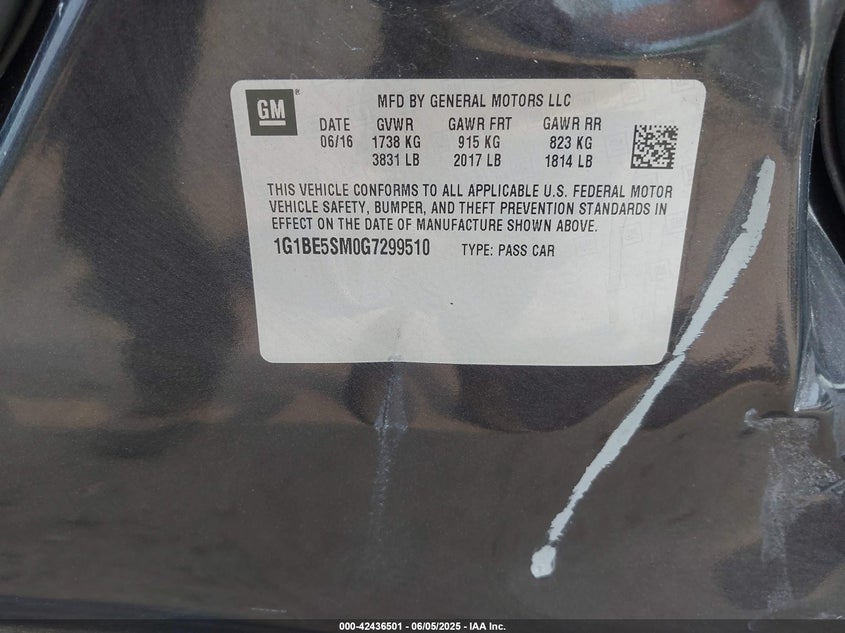 GM ®
MFD BY GENERAL MOTORS LLC
DATE GVWR GAWR FRT GAWR RR
06/16 1738 KG 915 KG 823 KG
3831 LB 2017 LB 1814 LB
THIS VEHICLE CONFORMS TO ALL APPLICABLE U.S. FEDERAL MOTOR
VEHICLE SAFETY, BUMPER, AND THEFT PREVENTION STANDARDS IN
EFFECT ON THE DATE OF MANUFACTURE SHOWN ABOVE.
1G1BE5SM0G7299510 TYPE: PASS CAR
000-42436501 - 06/05/2025 - IAA Inc.